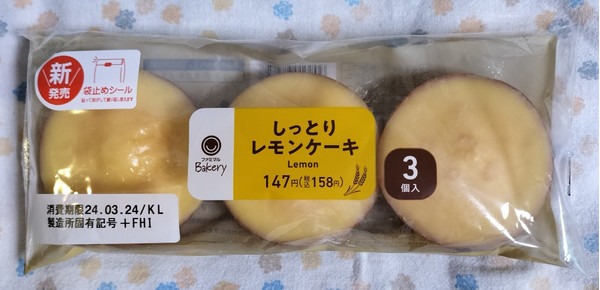 新
発売
袋止めシール
ファミマル
Bakery
しっとり
レモンケーキ
Lemon
147円(税込158円)
3
個入
消費期限24.03.24/KL
製造所固有記号+FH1